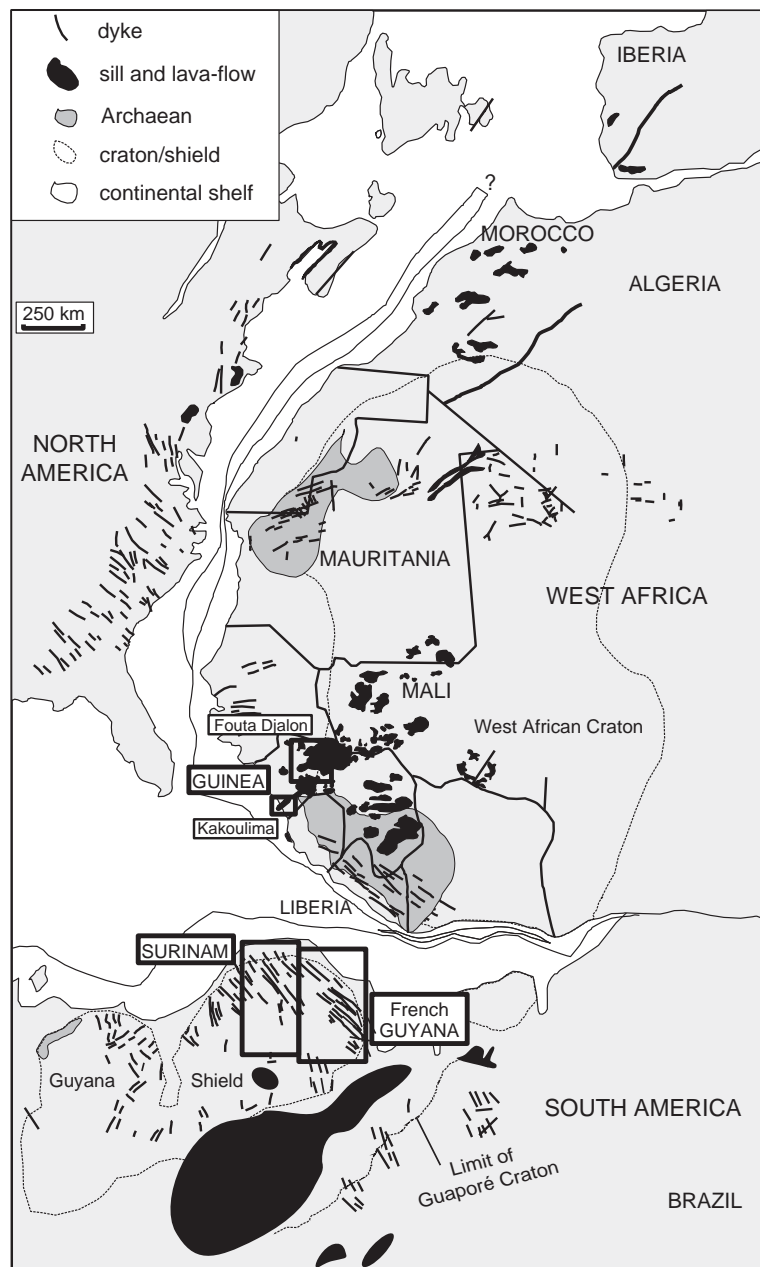 dyke
sill and lava-flow
Archaean
craton/shield
continental shelf
IBERIA
?
MOROCCO
ALGERIA
250 km
NORTH
AMERICA
MAURITANIA
WEST AFRICA
MALI
Fouta Djalon
West African Craton
GUINEA
Kakoulima
LIBERIA
SURINAM
French
GUYANA
Guyana
Shield
SOUTH AMERICA
Limit of
Guaporé Craton
BRAZIL